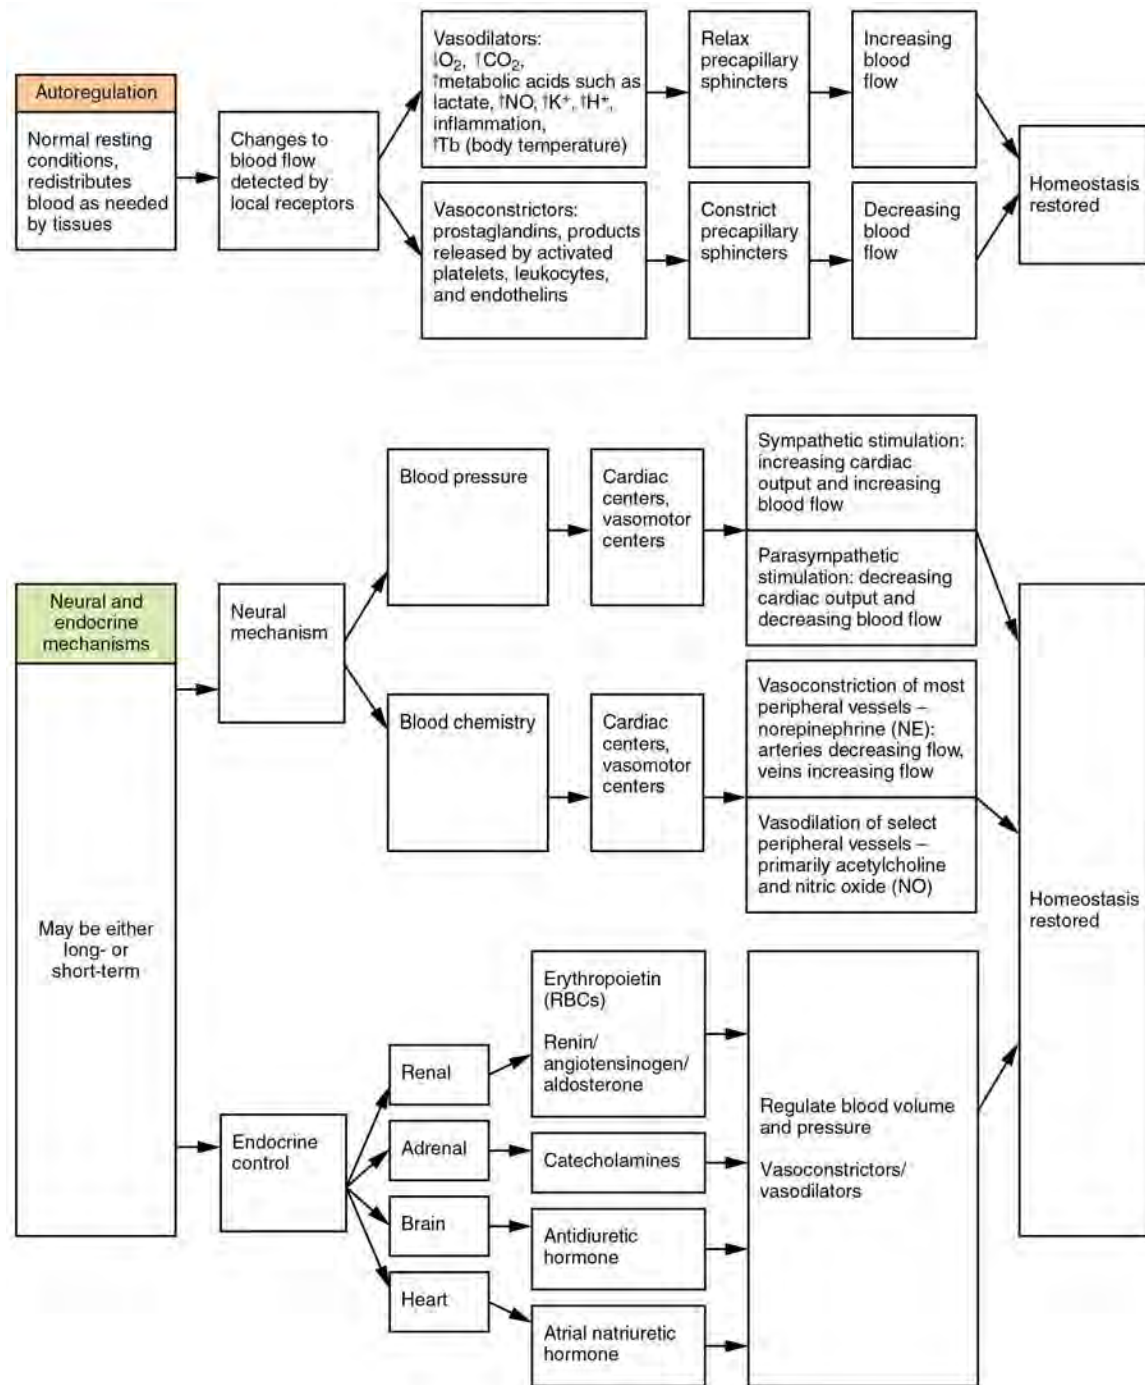 Autoregulation
Normal resting
conditions,
redistributes
blood as needed
by tissues
Changes to
blood flow
detected by
local receptors
Vasodilators:
↓O₂, ↑CO₂,
↑metabolic acids such as
lactate, ↑NO, ↑K⁺, ↑H⁺,
inflammation,
↑Tb (body temperature)
Relax
precapillary
sphincters
Increasing
blood
flow
Vasoconstrictors:
prostaglandins, products
released by activated
platelets, leukocytes,
and endothelins
Constrict
precapillary
sphincters
Decreasing
blood
flow
Homeostasis
restored
Neural and
endocrine
mechanisms
May be either
long- or
short-term
Neural
mechanism
Blood pressure
Cardiac
centers,
vasomotor
centers
Sympathetic stimulation:
increasing cardiac
output and increasing
blood flow
Parasympathetic
stimulation: decreasing
cardiac output and
decreasing blood flow
Blood chemistry
Cardiac
centers,
vasomotor
centers
Vasoconstriction of most
peripheral vessels –
norepinephrine (NE):
arteries decreasing flow,
veins increasing flow
Vasodilation of select
peripheral vessels –
primarily acetylcholine
and nitric oxide (NO)
Endocrine
control
Renal
Erythropoietin
(RBCs)
Renin/
angiotensinogen/
aldosterone
Adrenal
Catecholamines
Brain
Antidiuretic
hormone
Heart
Atrial natriuretic
hormone
Regulate blood volume
and pressure
Vasoconstrictors/
vasodilators
Homeostasis
restored